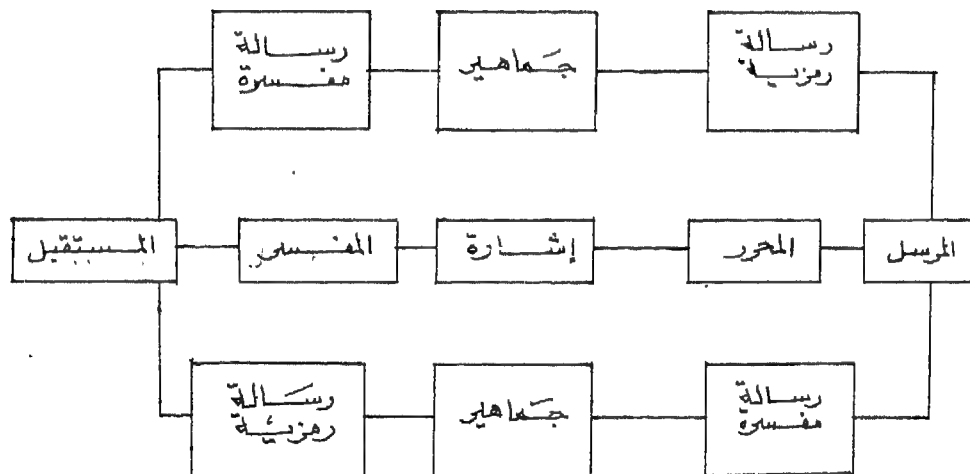 رسالة
رمزية
جماهير
رسالة
مفسرة
المرسل
المحرر
إشارة
المفسر
المستقبل
رسالة
مفسرة
جماهير
رسالة
رمزية